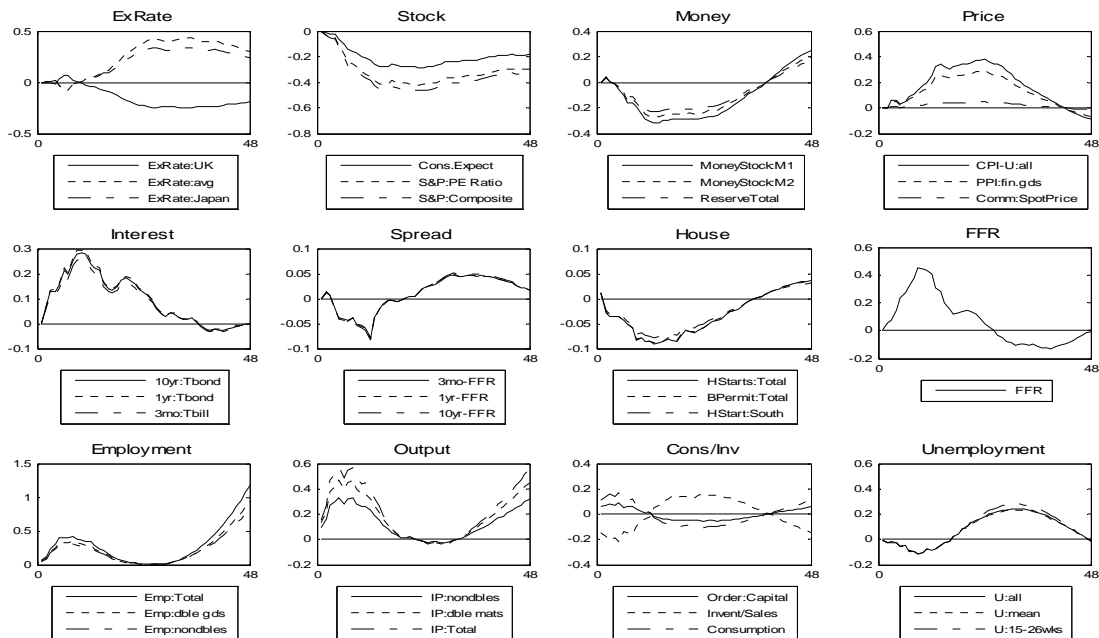 ExRate Stock Money Price
0.5 0 0.4 0.6
-0.2 0.2 0.4
0 -0.4 0 0.2
-0.6 -0.2 0
-0.5 -0.8 -0.4 -0.2
0 48 0 48 0 48 0 48
ExRate:UK Cons.Expect MoneyStock:M1 CPI-U:all
ExRate:avg S&P:PE Ratio MoneyStock:M2 PPI:fin.gds
ExRate:Japan S&P:Composite ReserveTotal Comm:SpotPrice
Interest Spread House FFR
0.3 0.1 0.1 0.6
0.2 0.05 0.05 0.4
0.1 0 0 0.2
0 -0.05 -0.05 0
-0.1 -0.1 -0.1 -0.2
0 48 0 48 0 48 0 48
10yr:Tbond 3mo-FFR HStarts:Total
1yr:Tbond 1yr-FFR BPermit:Total FFR
3mo:Tbill 10yr-FFR HStart:South
Employment Output Cons/Inv Unemployment
1.5 0.6 0.4 0.6
1 0.4 0.2 0.4
0.2 0 0.2
0.5 0 -0.2 0
0 -0.2 -0.4 -0.2
0 48 0 48 0 48 0 48
Emp:Total IP:nondbles Order:Capital U:all
Emp:dble gds IP:dble mats Invent/Sales U:mean
Emp:nondbles IP:Total Consumption U:15-26wks